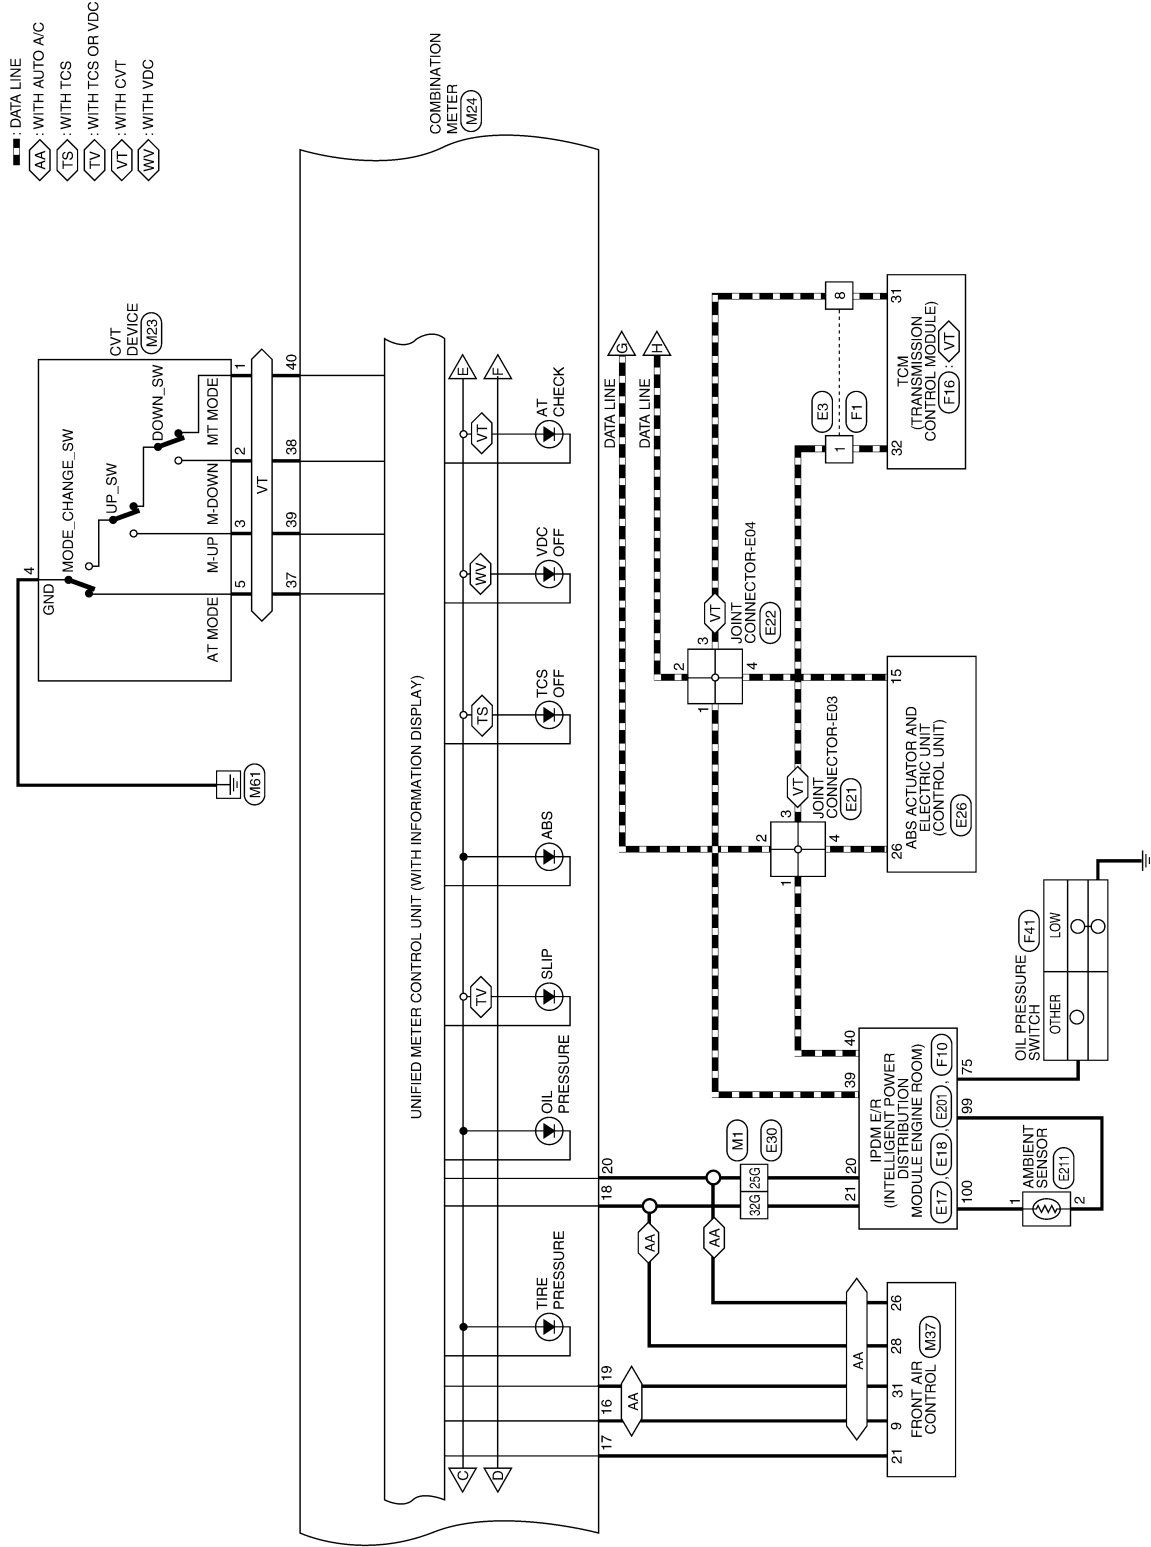 : DATA LINE
AA : WITH AUTO A/C
TS : WITH TCS
TV : WITH TCS OR VDC
VT : WITH CVT
WV : WITH VDC
CVT
DEVICE
M23
4
GND
MODE_CHANGE_SW
UP_SW
DOWN_SW
AT MODE
M-UP
M-DOWN
MT MODE
5
3
2
1
VT
37
39
38
40
M61
COMBINATION
METER
M24
UNIFIED METER CONTROL UNIT (WITH INFORMATION DISPLAY)
C
D
E
F
TV
TS
WV
VT
TIRE
PRESSURE
OIL
PRESSURE
SLIP
ABS
TCS
OFF
VDC
OFF
AT
CHECK
17
16
19
18
20
AA
AA
AA
AA
32G
25G
M1
E30
DATA LINE
G
DATA LINE
H
2
3
1
4
VT
JOINT
CONNECTOR-E04
E22
2
3
1
4
VT
JOINT
CONNECTOR-E03
E21
E3
F1
1
8
21
9
31
28
26
FRONT AIR
CONTROL
M37
21
20
39
40
IPDM E/R
(INTELLIGENT POWER
DISTRIBUTION
MODULE ENGINE ROOM)
E17 , E18 , E201 , F10
100
99
75
1
2
AMBIENT
SENSOR
E211
OIL PRESSURE
SWITCH
F41
OTHER
LOW
26
15
ABS ACTUATOR AND
ELECTRIC UNIT
(CONTROL UNIT)
E26
32
31
TCM
(TRANSMISSION
CONTROL MODULE)
F16 : VT